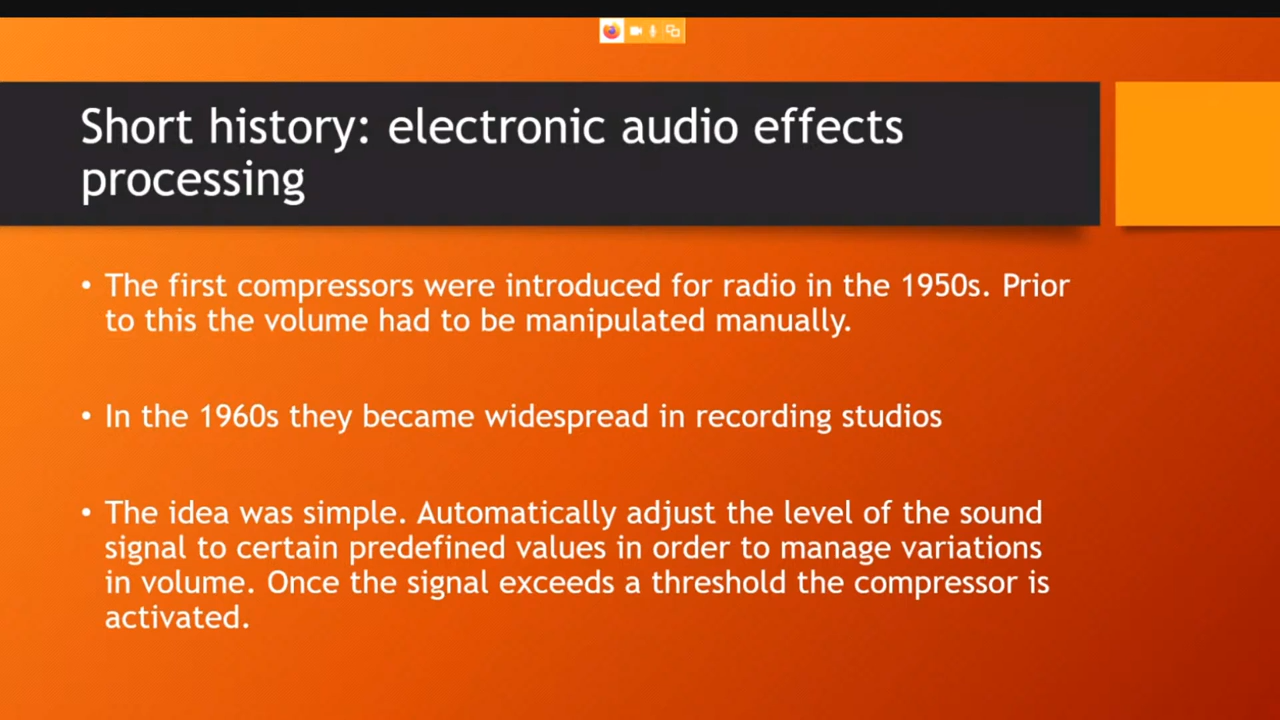 Short history: electronic audio effects
processing
• The first compressors were introduced for radio in the 1950s. Prior
to this the volume had to be manipulated manually.
• In the 1960s they became widespread in recording studios
• The idea was simple. Automatically adjust the level of the sound
signal to certain predefined values in order to manage variations
in volume. Once the signal exceeds a threshold the compressor is
activated.